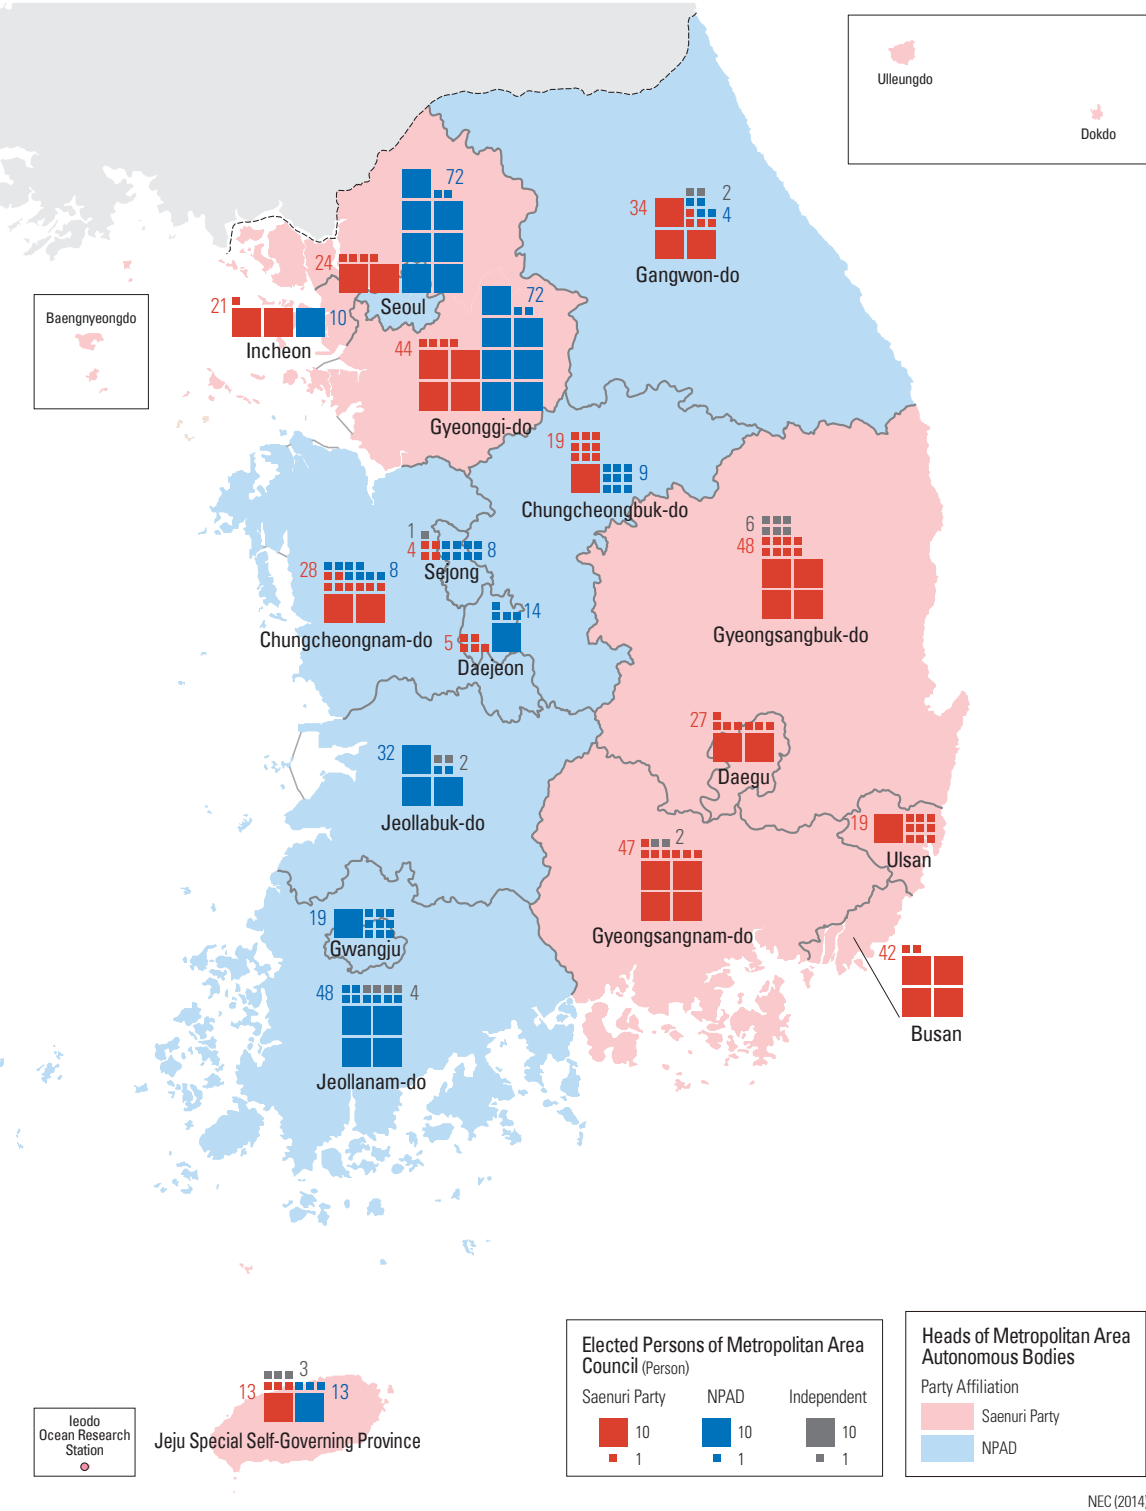 Ulleungdo
Dokdo
72
2
34
4
Gangwon-do
24
Seoul
21
10
Incheon
Baengnyeongdo
72
44
Gyeonggi-do
19
9
Chungcheongbuk-do
6
48
Gyeongsangbuk-do
1
4
8
Sejong
28
8
Chungcheongnam-do
14
5
Daejeon
27
Daegu
32
2
Jeollabuk-do
19
Ulsan
47
2
Gyeongsangnam-do
19
Gwangju
42
Busan
48
4
Jeollanam-do
3
13
13
Jeju Special Self-Governing Province
Ieodo
Ocean Research
Station
Elected Persons of Metropolitan Area
Council (Person)
Saenuri Party
NPAD
Independent
10
10
10
1
1
1
Heads of Metropolitan Area
Autonomous Bodies
Party Affiliation
Saenuri Party
NPAD
NEC (2014)